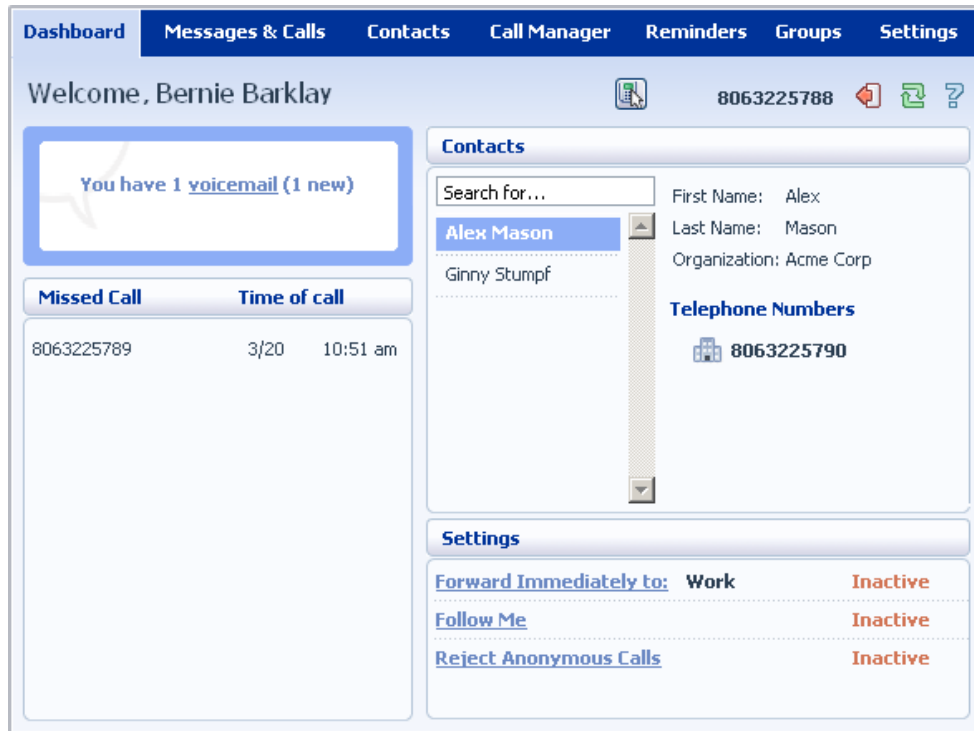 Dashboard Messages & Calls Contacts Call Manager Reminders Groups Settings
Welcome, Bernie Barklay
8063225788
You have 1 voicemail (1 new)
Missed Call Time of call
8063225789 3/20 10:51 am
Contacts
Search for...
Alex Mason
Ginny Stumpf
First Name: Alex
Last Name: Mason
Organization: Acme Corp
Telephone Numbers
8063225790
Settings
Forward Immediately to: Work Inactive
Follow Me Inactive
Reject Anonymous Calls Inactive